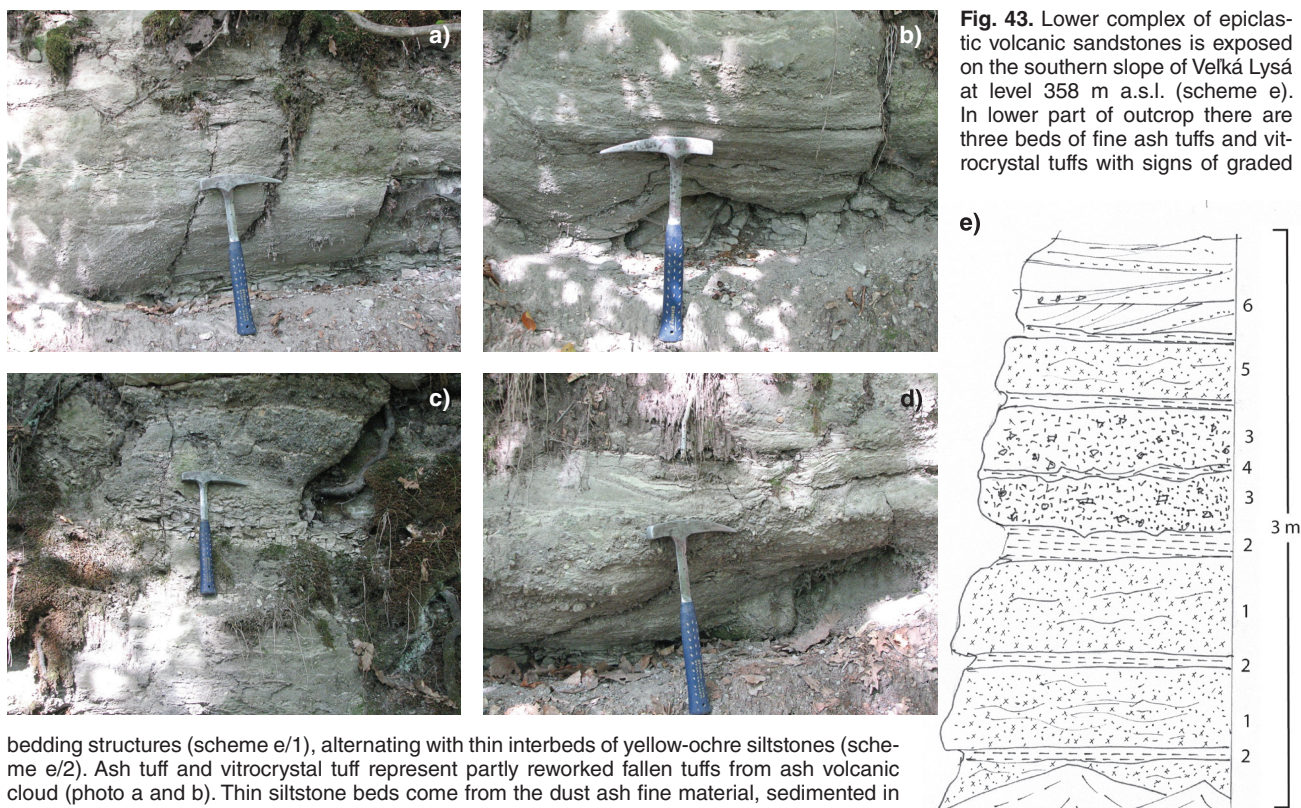 a)
b)
Fig. 43. Lower complex of epiclas-
tic volcanic sandstones is exposed
on the southern slope of Veľká Lysá
at level 358 m a.s.l. (scheme e).
In lower part of outcrop there are
three beds of fine ash tuffs and vit-
rocrystal tuffs with signs of graded
c)
d)
e)
6
5
3
4
3
2
1
2
1
2
3 m
bedding structures (scheme e/1), alternating with thin interbeds of yellow-ochre siltstones (sche-
me e/2). Ash tuff and vitrocrystal tuff represent partly reworked fallen tuffs from ash volcanic
cloud (photo a and b). Thin siltstone beds come from the dust ash fine material, sedimented in